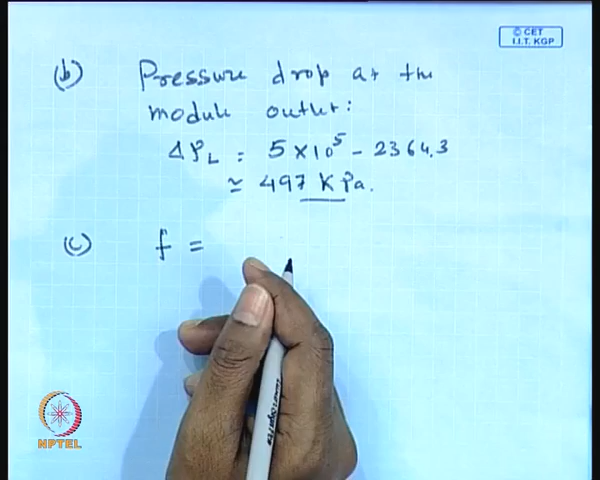 © CET
I.I.T. KGP
(b) Pressure drop at the
module outlet:
ΔP_L = 5 × 10^5 - 2364.3
≃ 497 KPa.
(c) f =
NPTEL